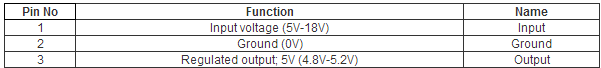 Pin No Function Name
1 Input voltage (5V-18V) Input
2 Ground (0V) Ground
3 Regulated output; 5V (4.8V-5.2V) Output